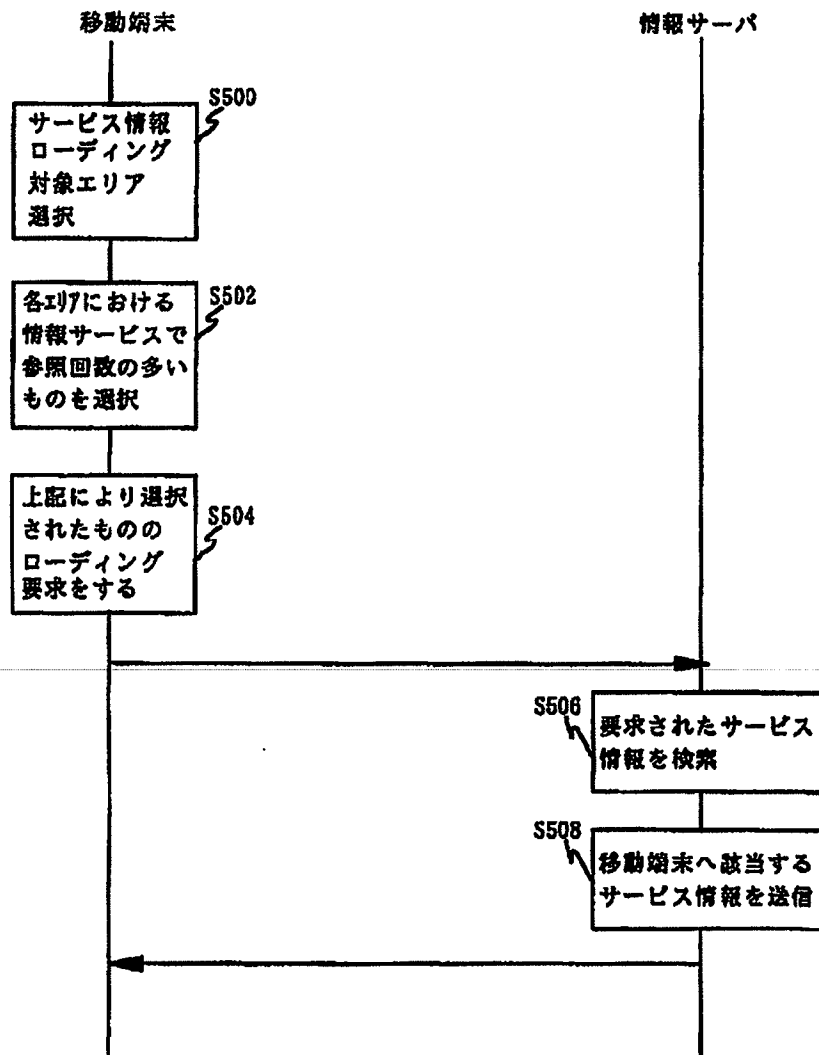 移動端末
情報サーバ
S500
サービス情報
ローディング
対象エリア
選択
S502
各エリアにおける
情報サービスで
参照回数の多い
ものを選択
S504
上記により選択
されたものの
ローディング
要求をする
S506
要求されたサービス
情報を検索
S508
移動端末へ該当する
サービス情報を送信